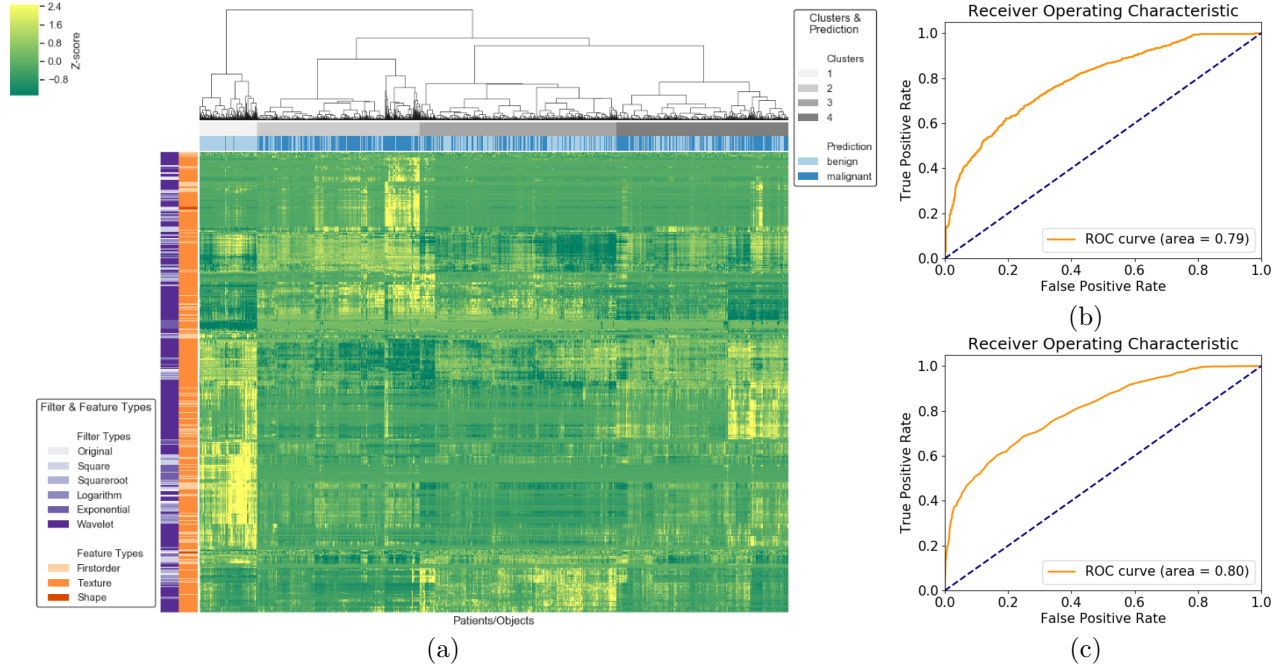 2.4
1.6
0.8
0.0
−0.8
Z-score
Clusters &
Prediction
Clusters
1
2
3
4
Prediction
benign
malignant
Filter & Feature Types
Filter Types
Original
Square
Squareroot
Logarithm
Exponential
Wavelet
Feature Types
Firstorder
Texture
Shape
Patients/Objects
(a)
Receiver Operating Characteristic
1.0
0.8
0.6
0.4
0.2
0.0
True Positive Rate
ROC curve (area = 0.79)
0.0 0.2 0.4 0.6 0.8 1.0
False Positive Rate
(b)
Receiver Operating Characteristic
1.0
0.8
0.6
0.4
0.2
0.0
True Positive Rate
ROC curve (area = 0.80)
0.0 0.2 0.4 0.6 0.8 1.0
False Positive Rate
(c)